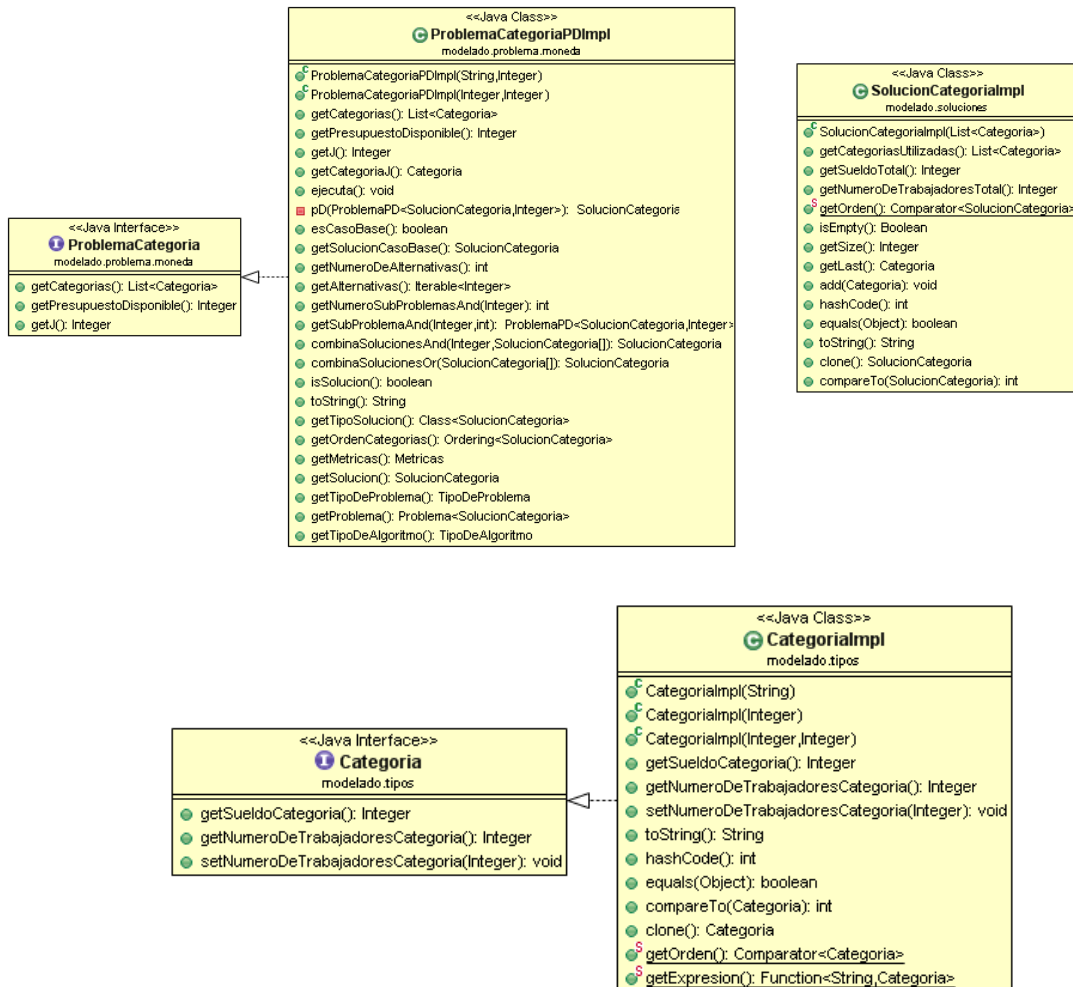 <<Java Class>>
ProblemaCategoriaPDImpl
modelado.problema.moneda
ProblemaCategoriaPDImpl(String,Integer)
ProblemaCategoriaPDImpl(Integer,Integer)
getCategorias(): List<Categoria>
getPresupuestoDisponible(): Integer
getJ(): Integer
getCategoriaJ(): Categoria
ejecuta(): void
pD(ProblemaPD<SolucionCategoria,Integer>): SolucionCategoria
esCasoBase(): boolean
getSolucionCasoBase(): SolucionCategoria
getNumeroDeAlternativas(): int
getAlternativas(): Iterable<Integer>
getNumeroSubProblemasAnd(Integer): int
getSubProblemaAnd(Integer,int): ProblemaPD<SolucionCategoria,Integer>
combinaSolucionesAnd(Integer,SolucionCategoria[]): SolucionCategoria
combinaSolucionesOr(SolucionCategoria[]): SolucionCategoria
isSolucion(): boolean
toString(): String
getTipoSolucion(): Class<SolucionCategoria>
getOrdenCategorias(): Ordering<SolucionCategoria>
getMetricas(): Metricas
getSolucion(): SolucionCategoria
getTipoDeProblema(): TipoDeProblema
getProblema(): Problema<SolucionCategoria>
getTipoDeAlgoritmo(): TipoDeAlgoritmo
<<Java Class>>
SolucionCategoriaImpl
modelado.soluciones
SolucionCategoriaImpl(List<Categoria>)
getCategoriasUtilizadas(): List<Categoria>
getSueldoTotal(): Integer
getNumeroDeTrabajadoresTotal(): Integer
getOrden(): Comparator<SolucionCategoria>
isEmpty(): Boolean
getSize(): Integer
getLast(): Categoria
add(Categoria): void
hashCode(): int
equals(Object): boolean
toString(): String
clone(): SolucionCategoria
compareTo(SolucionCategoria): int
<<Java Interface>>
ProblemaCategoria
modelado.problema.moneda
getCategorias(): List<Categoria>
getPresupuestoDisponible(): Integer
getJ(): Integer
<<Java Class>>
CategoriaImpl
modelado.tipos
CategoriaImpl(String)
CategoriaImpl(Integer)
CategoriaImpl(Integer,Integer)
getSueldoCategoria(): Integer
getNumeroDeTrabajadoresCategoria(): Integer
setNumeroDeTrabajadoresCategoria(Integer): void
toString(): String
hashCode(): int
equals(Object): boolean
compareTo(Categoria): int
clone(): Categoria
getOrden(): Comparator<Categoria>
getExpresion(): Function<String,Categoria>
<<Java Interface>>
Categoria
modelado.tipos
getSueldoCategoria(): Integer
getNumeroDeTrabajadoresCategoria(): Integer
setNumeroDeTrabajadoresCategoria(Integer): void